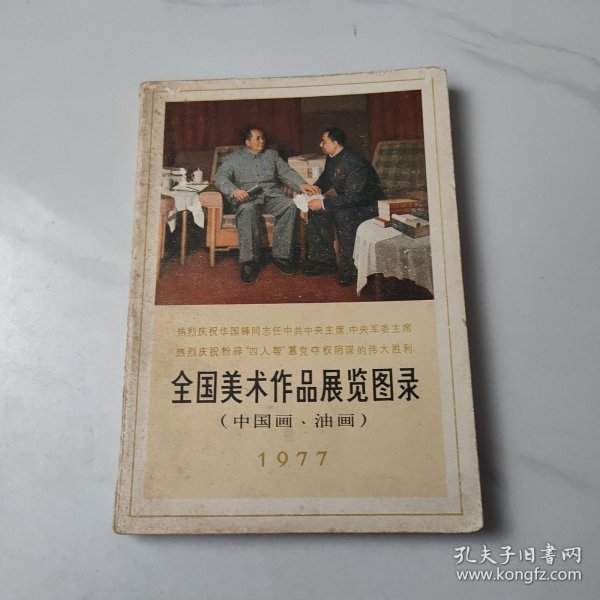 热烈庆祝华国锋同志任中共中央主席、中央军委主席
热烈庆祝粉碎“四人帮”篡党夺权阴谋的伟大胜利
全国美术作品展览图录
（中国画、油画）
1977
孔夫子旧书网
www.kongfz.com